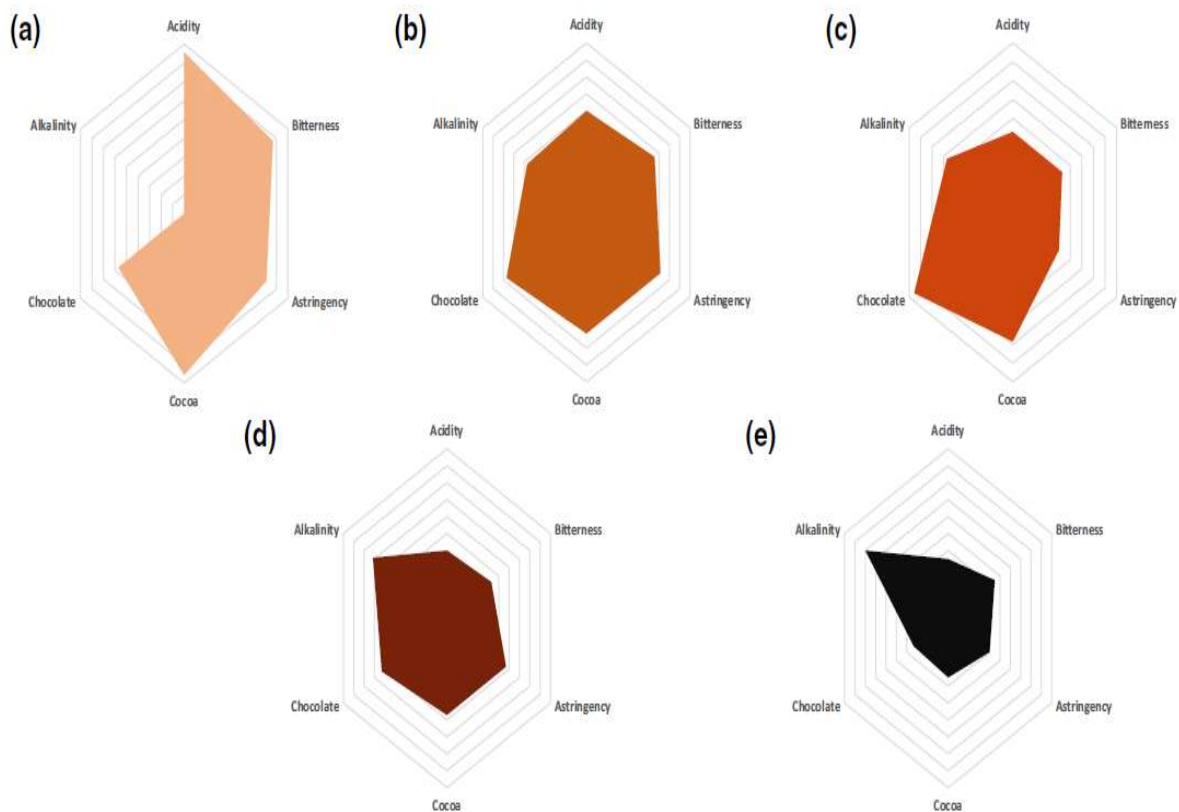 (a)
Acidity
Bitterness
Astringency
Cocoa
Chocolate
Alkalinity
(b)
Acidity
Bitterness
Astringency
Cocoa
Chocolate
Alkalinity
(c)
Acidity
Bitterness
Astringency
Cocoa
Chocolate
Alkalinity
(d)
Acidity
Bitterness
Astringency
Cocoa
Chocolate
Alkalinity
(e)
Acidity
Bitterness
Astringency
Cocoa
Chocolate
Alkalinity